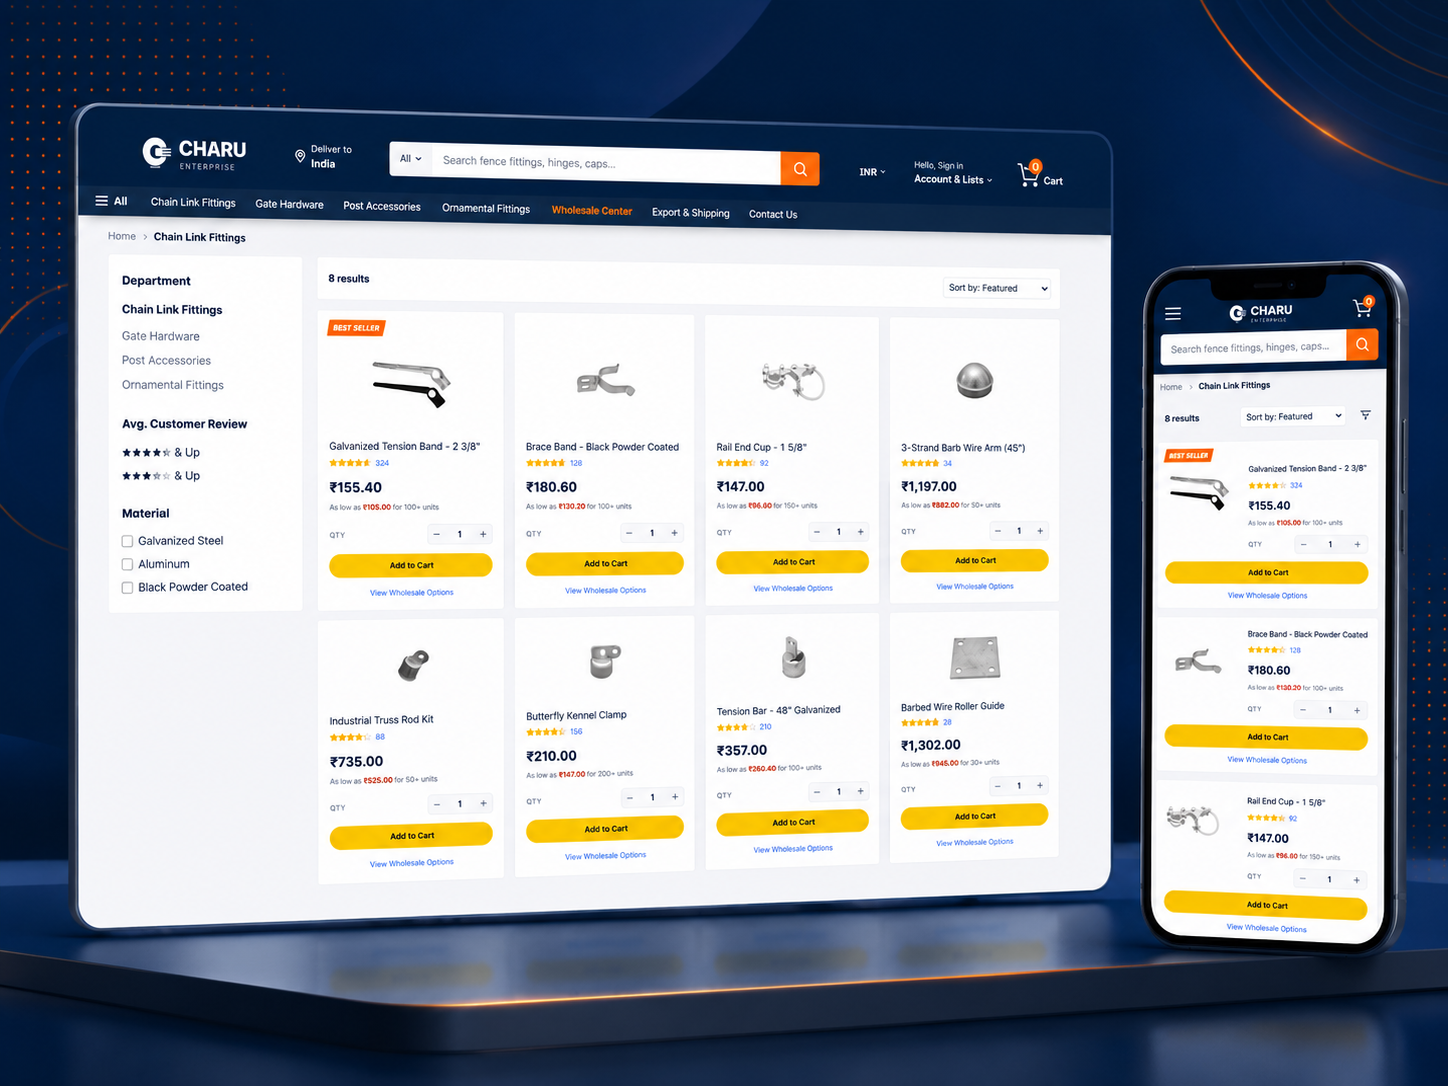 CHARU
ENTERPRISE
Deliver to
India
All
Search fence fittings, hinges, caps...
INR
Hello, Sign in
Account & Lists
0
Cart
All
Chain Link Fittings
Gate Hardware
Post Accessories
Ornamental Fittings
Wholesale Center
Export & Shipping
Contact Us
Home > Chain Link Fittings
Department
Chain Link Fittings
Gate Hardware
Post Accessories
Ornamental Fittings
Avg. Customer Review
& Up
& Up
Material
Galvanized Steel
Aluminum
Black Powder Coated
8 results
Sort by: Featured
BEST SELLER
Galvanized Tension Band - 2 3/8"
324
₹155.40
As low as ₹105.00 for 100+ units
QTY
− 1 +
Add to Cart
View Wholesale Options
Brace Band - Black Powder Coated
128
₹180.60
As low as ₹130.20 for 100+ units
QTY
− 1 +
Add to Cart
View Wholesale Options
Rail End Cup - 1 5/8"
92
₹147.00
As low as ₹96.00 for 150+ units
QTY
− 1 +
Add to Cart
View Wholesale Options
3-Strand Barb Wire Arm (45°)
34
₹1,197.00
As low as ₹882.00 for 50+ units
QTY
− 1 +
Add to Cart
View Wholesale Options
Industrial Truss Rod Kit
88
₹735.00
As low as ₹525.00 for 50+ units
QTY
− 1 +
Add to Cart
View Wholesale Options
Butterfly Kennel Clamp
156
₹210.00
As low as ₹147.00 for 200+ units
QTY
− 1 +
Add to Cart
View Wholesale Options
Tension Bar - 48" Galvanized
210
₹357.00
As low as ₹260.40 for 100+ units
QTY
− 1 +
Add to Cart
View Wholesale Options
Barbed Wire Roller Guide
28
₹1,302.00
As low as ₹945.00 for 30+ units
QTY
− 1 +
Add to Cart
View Wholesale Options
CHARU
ENTERPRISE
0
Search fence fittings, hinges, caps...
Home > Chain Link Fittings
8 results
Sort by: Featured
BEST SELLER
Galvanized Tension Band - 2 3/8"
324
₹155.40
As low as ₹105.00 for 100+ units
QTY
− 1 +
Add to Cart
View Wholesale Options
Brace Band - Black Powder Coated
128
₹180.60
As low as ₹130.20 for 100+ units
QTY
− 1 +
Add to Cart
View Wholesale Options
Rail End Cup - 1 5/8"
92
₹147.00
As low as ₹96.00 for 150+ units
QTY
− 1 +
Add to Cart
View Wholesale Options